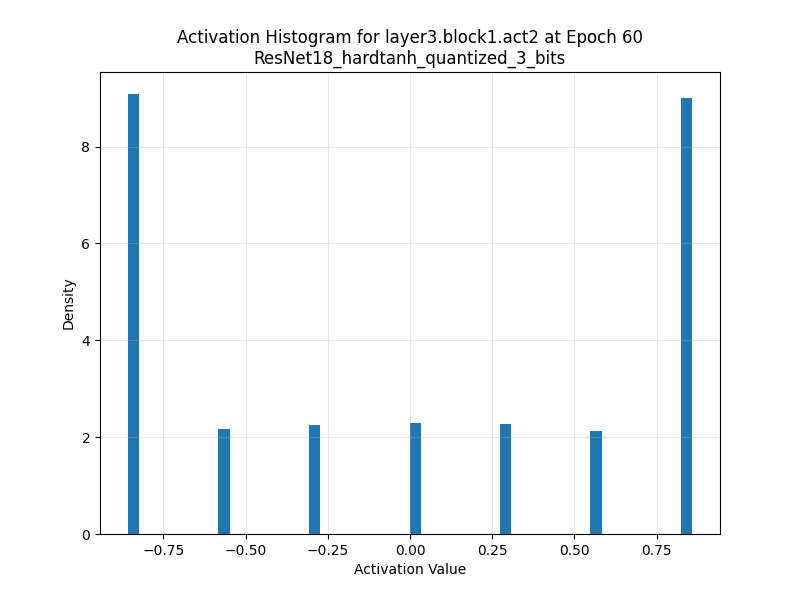 Activation Histogram for layer3.block1.act2 at Epoch 60
ResNet18_hardtanh_quantized_3_bits
8
6
4
2
0
Density
−0.75 −0.50 −0.25 0.00 0.25 0.50 0.75
Activation Value